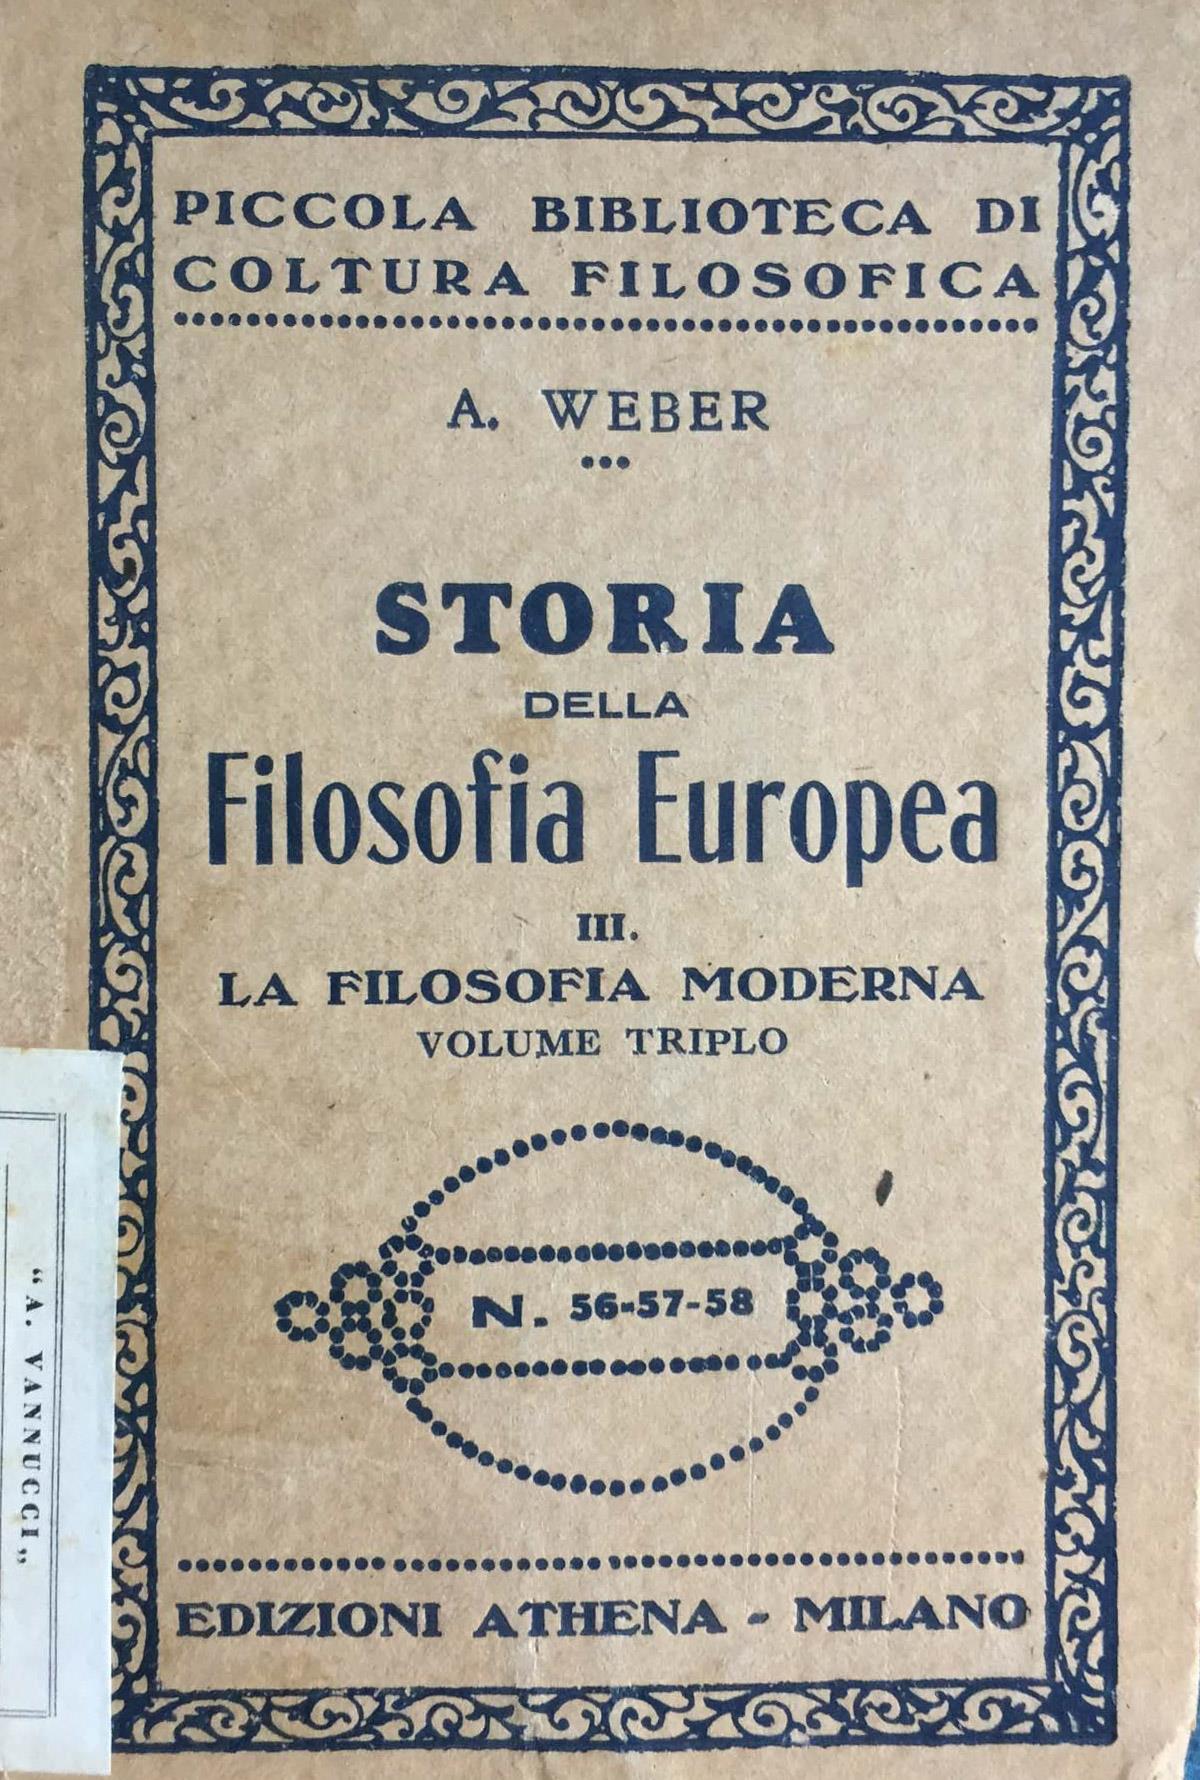 PICCOLA BIBLIOTECA DI
COLTURA FILOSOFICA
A. WEBER
STORIA
DELLA
Filosofia Europea
III.
LA FILOSOFIA MODERNA
VOLUME TRIPLO
N. 56-57-58
EDIZIONI ATHENA - MILANO
“A. VANNUCCI„